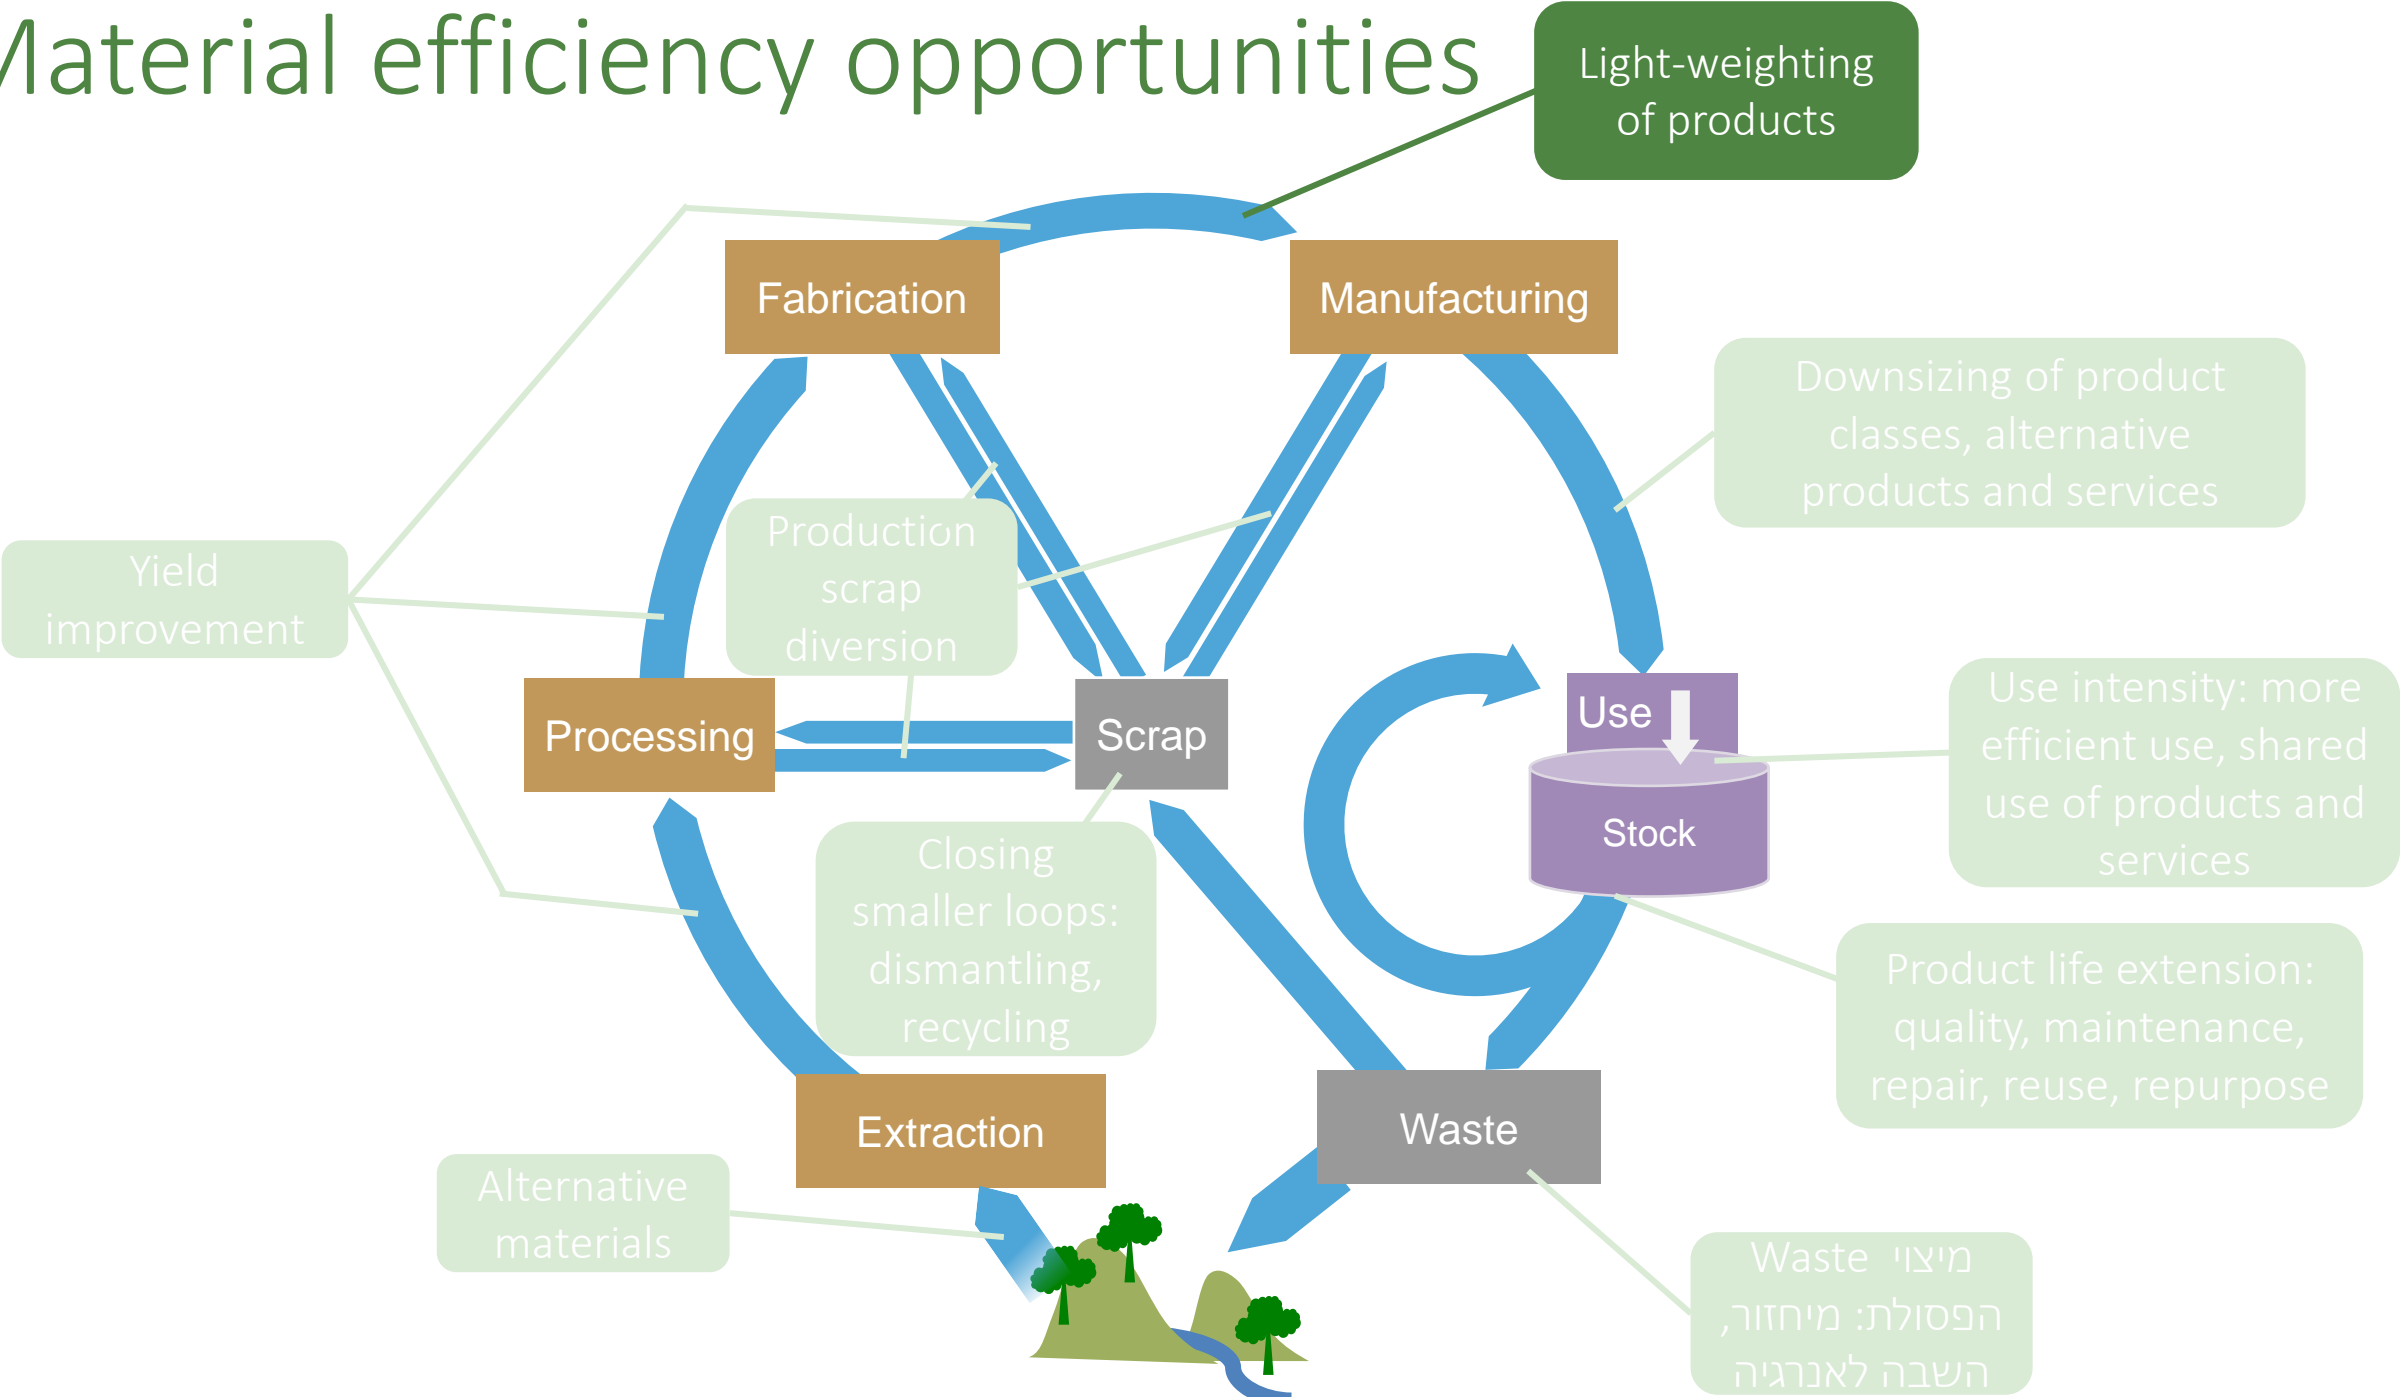 Material efficiency opportunities
Light-weighting
of products
Fabrication
Manufacturing
Downsizing of product
classes, alternative
products and services
Production
scrap
diversion
Yield
improvement
Processing
Scrap
Use
Stock
Use intensity: more
efficient use, shared
use of products and
services
Closing
smaller loops:
dismantling,
recycling
Product life extension:
quality, maintenance,
repair, reuse, repurpose
Extraction
Waste
Alternative
materials
Waste מיצוי
הפסולת: מיחזור,
השבה לאנרגיה